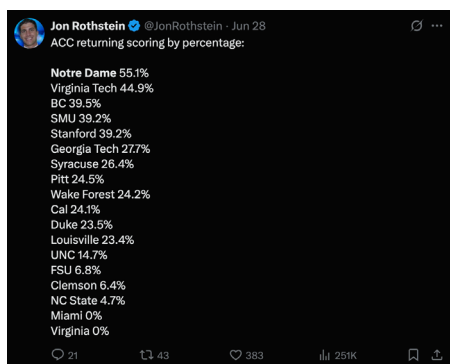 Jon Rothstein @JonRothstein · Jun 28
ACC returning scoring by percentage:
Notre Dame 55.1%
Virginia Tech 44.9%
BC 39.5%
SMU 39.2%
Stanford 39.2%
Georgia Tech 27.7%
Syracuse 26.4%
Pitt 24.5%
Wake Forest 24.2%
Cal 24.1%
Duke 23.5%
Louisville 23.4%
UNC 14.7%
FSU 6.8%
Clemson 6.4%
NC State 4.7%
Miami 0%
Virginia 0%
21 43 383 251K